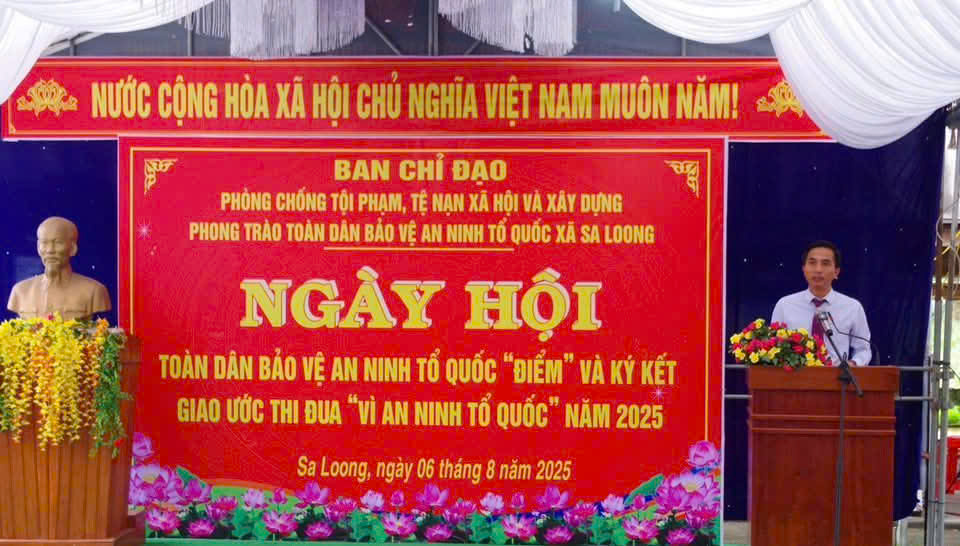 NƯỚC CỘNG HÒA XÃ HỘI CHỦ NGHĨA VIỆT NAM MUÔN NĂM!
BAN CHỈ ĐẠO
PHÒNG CHỐNG TỘI PHẠM, TỆ NẠN XÃ HỘI VÀ XÂY DỰNG
PHONG TRÀO TOÀN DÂN BẢO VỆ AN NINH TỔ QUỐC XÃ SA LOONG
NGÀY HỘI
TOÀN DÂN BẢO VỆ AN NINH TỔ QUỐC “ĐIỂM” VÀ KÝ KẾT
GIAO ƯỚC THI ĐUA “VÌ AN NINH TỔ QUỐC” NĂM 2025
Sa Loong, ngày 06 tháng 8 năm 2025